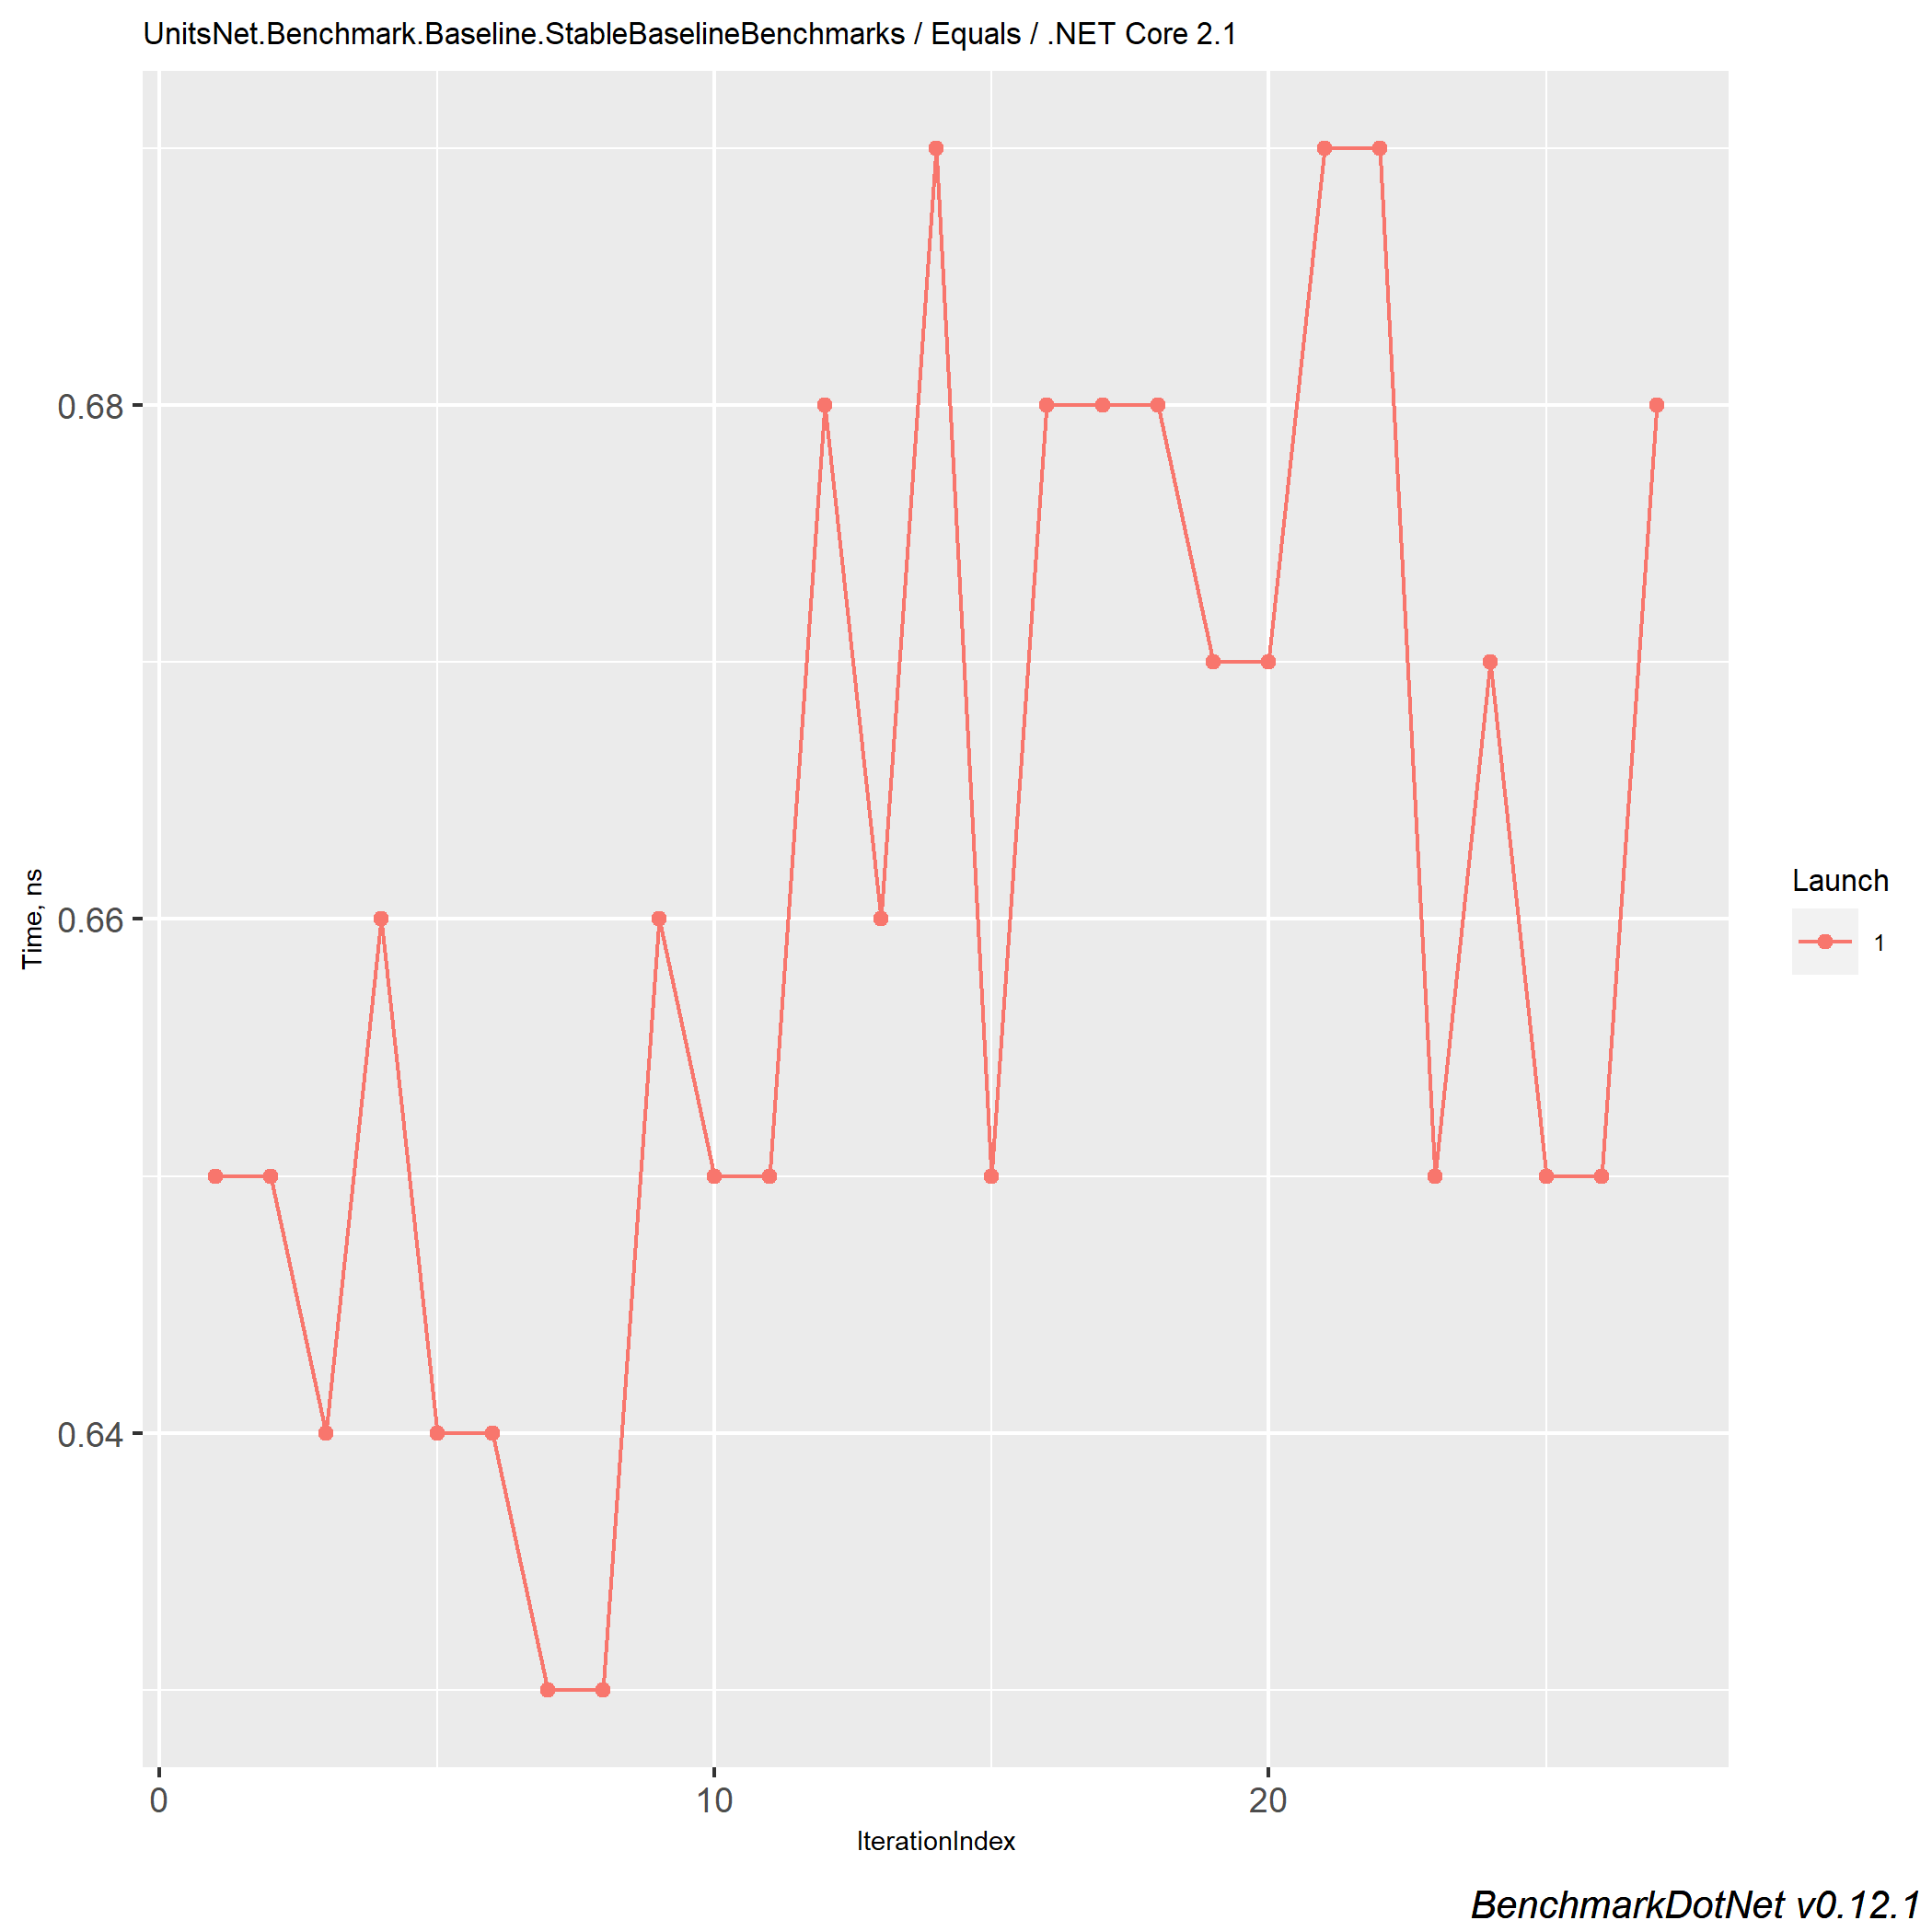 UnitsNet.Benchmark.Baseline.StableBaselineBenchmarks / Equals / .NET Core 2.1
0.68
0.66
0.64
Time, ns
0
10
20
IterationIndex
Launch
1
BenchmarkDotNet v0.12.1